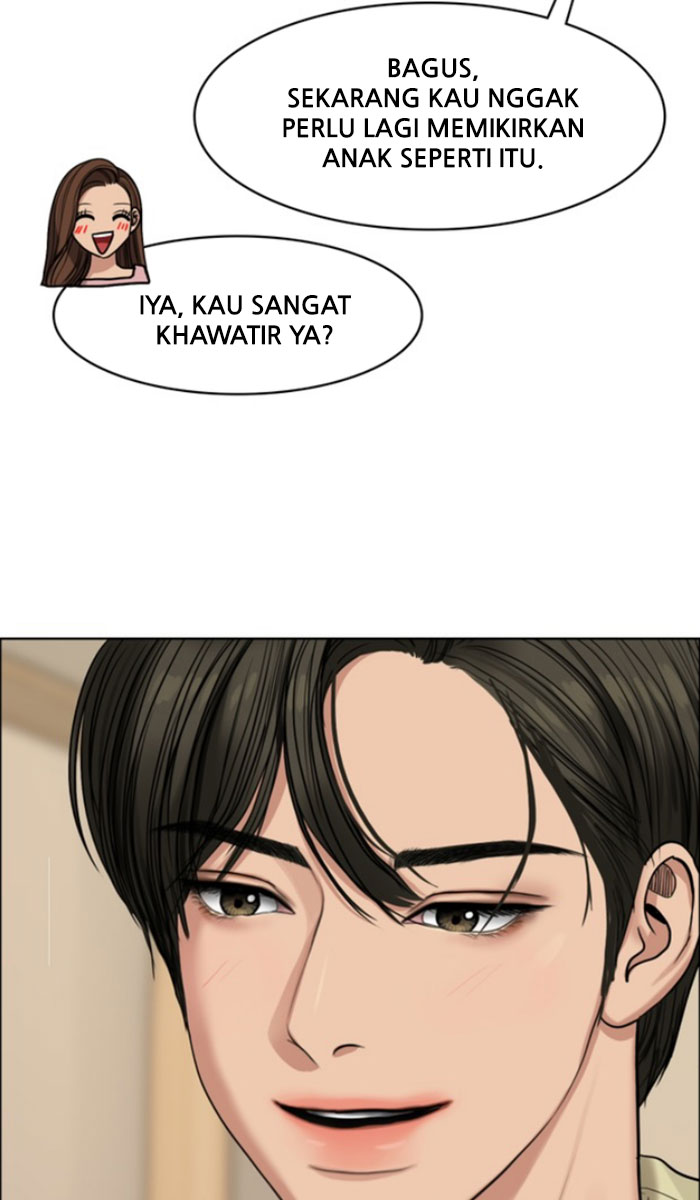 BAGUS,
SEKARANG KAU NGGAK
PERLU LAGI MEMIKIRKAN
ANAK SEPERTI ITU.
IYA, KAU SANGAT
KHAWATIR YA?